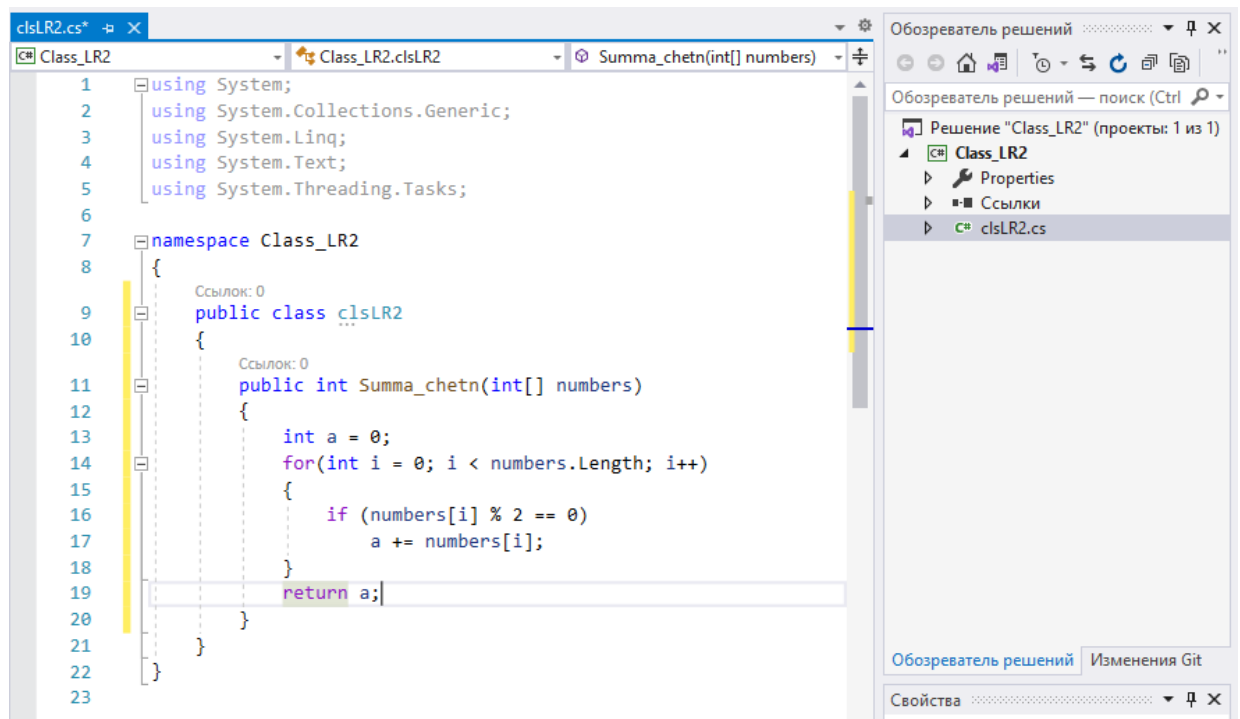 clsLR2.cs*
Class_LR2 Class_LR2.clsLR2 Summa_chetn(int[] numbers)
1 using System;
2 using System.Collections.Generic;
3 using System.Linq;
4 using System.Text;
5 using System.Threading.Tasks;
6
7 namespace Class_LR2
8 {
Ссылок: 0
9 public class clsLR2
10 {
Ссылок: 0
11 public int Summa_chetn(int[] numbers)
12 {
13 int a = 0;
14 for(int i = 0; i < numbers.Length; i++)
15 {
16 if (numbers[i] % 2 == 0)
17 a += numbers[i];
18 }
19 return a;
20 }
21 }
22 }
23
Обозреватель решений
Обозреватель решений — поиск (Ctrl
Решение "Class_LR2" (проекты: 1 из 1)
C# Class_LR2
Properties
Ссылки
C# clsLR2.cs
Обозреватель решений Изменения Git
Свойства